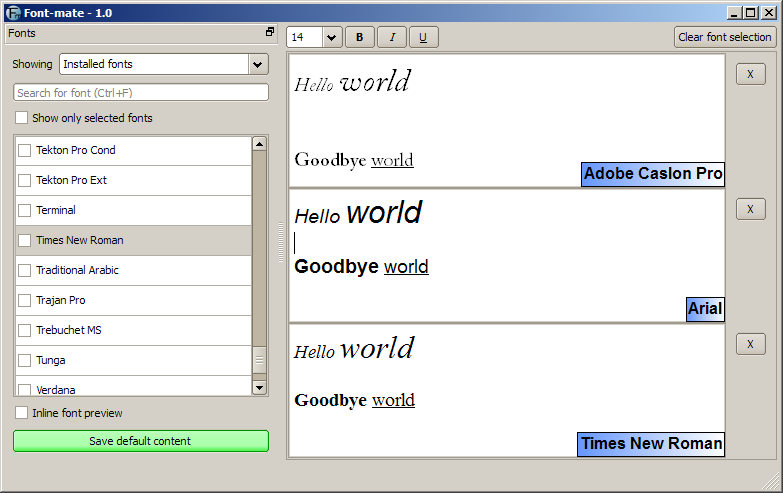 Font-mate - 1.0
Fonts
Showing Installed fonts
Search for font (Ctrl+F)
Show only selected fonts
Tekton Pro Cond
Tekton Pro Ext
Terminal
Times New Roman
Traditional Arabic
Trajan Pro
Trebuchet MS
Tunga
Verdana
Inline font preview
Save default content
14 B I U Clear font selection
Hello world
Goodbye world
Adobe Caslon Pro
X
Hello world
Goodbye world
Arial
X
Hello world
Goodbye world
Times New Roman
X